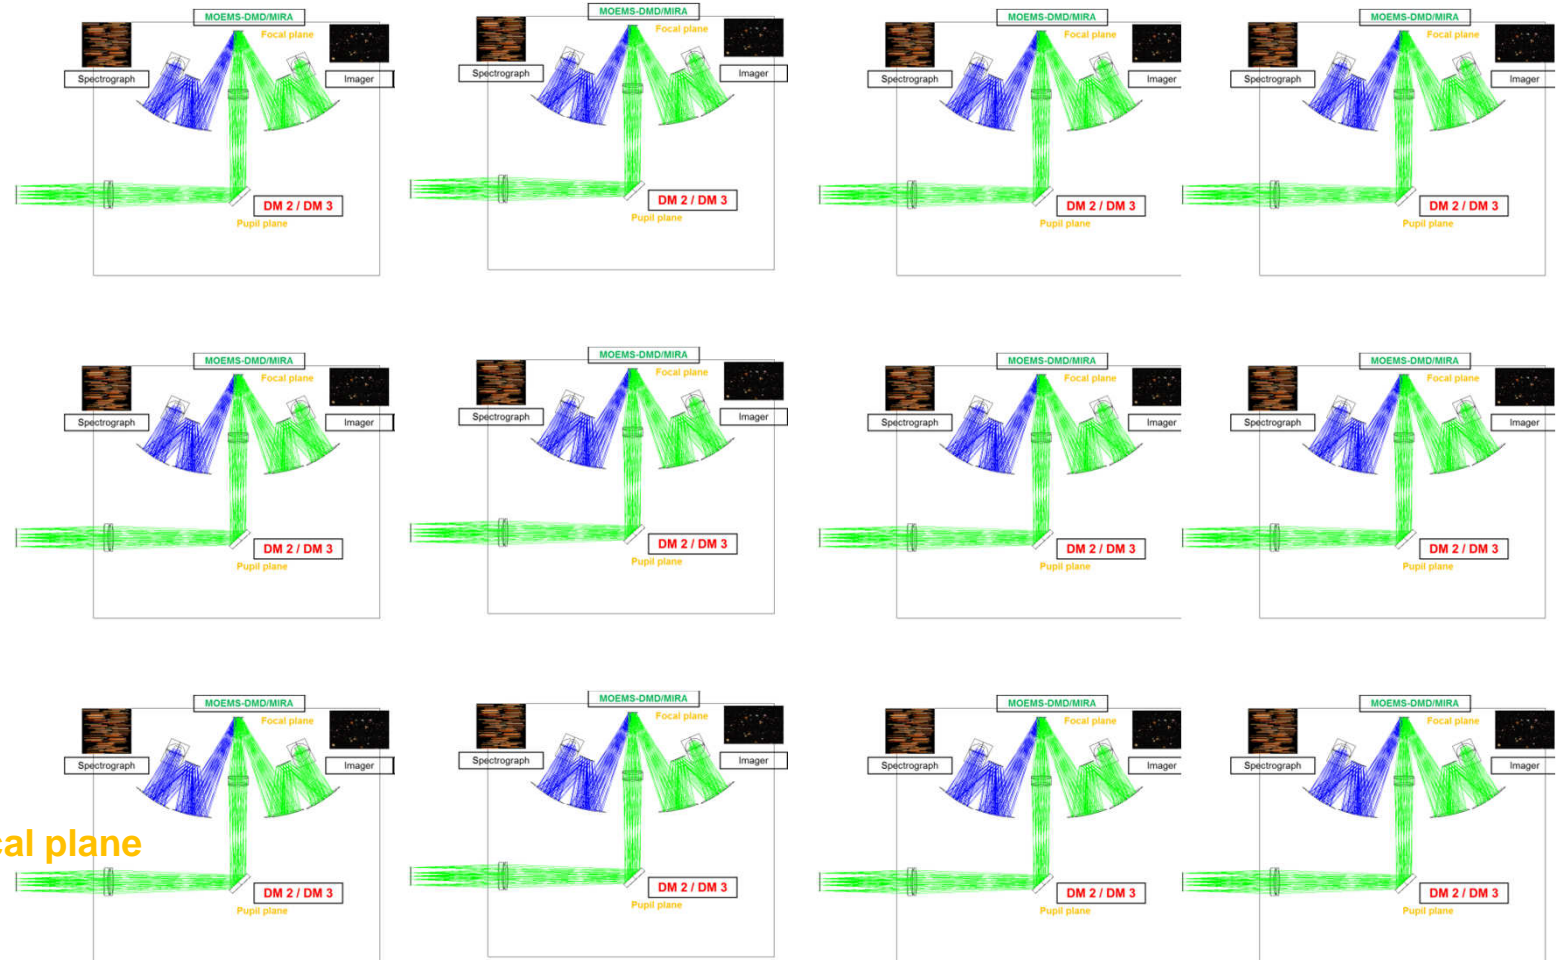 MOEMS-DMD/MIRA
Focal plane
Spectrograph
Imager
DM 2 / DM 3
Pupil plane
MOEMS-DMD/MIRA
Focal plane
Spectrograph
Imager
DM 2 / DM 3
Pupil plane
MOEMS-DMD/MIRA
Focal plane
Spectrograph
Imager
DM 2 / DM 3
Pupil plane
MOEMS-DMD/MIRA
Focal plane
Spectrograph
Imager
DM 2 / DM 3
Pupil plane
MOEMS-DMD/MIRA
Focal plane
Spectrograph
Imager
DM 2 / DM 3
Pupil plane
MOEMS-DMD/MIRA
Focal plane
Spectrograph
Imager
DM 2 / DM 3
Pupil plane
MOEMS-DMD/MIRA
Focal plane
Spectrograph
Imager
DM 2 / DM 3
Pupil plane
MOEMS-DMD/MIRA
Focal plane
Spectrograph
Imager
DM 2 / DM 3
Pupil plane
MOEMS-DMD/MIRA
Focal plane
Spectrograph
Imager
cal plane
DM 2 / DM 3
Pupil plane
MOEMS-DMD/MIRA
Focal plane
Spectrograph
Imager
DM 2 / DM 3
Pupil plane
MOEMS-DMD/MIRA
Focal plane
Spectrograph
Imager
DM 2 / DM 3
Pupil plane
MOEMS-DMD/MIRA
Focal plane
Spectrograph
Imager
DM 2 / DM 3
Pupil plane